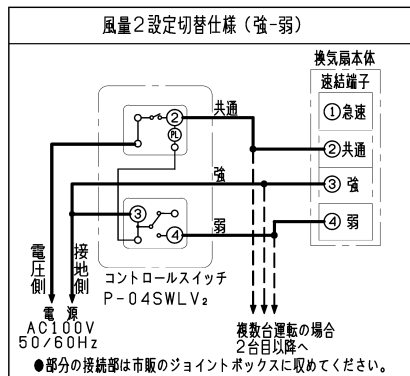 風量2設定切替仕様(強-弱)
換気扇本体
速結端子
①急速
②共通
③ 強
④ 弱
共通
強
弱
②
PL
③
④
コントロールスイッチ
P-04SWLV₂
電圧側
接地側
電 源
AC100V
50/60Hz
複数台運転の場合
2台目以降へ
●部分の接続部は市販のジョイントボックスに収めてください。